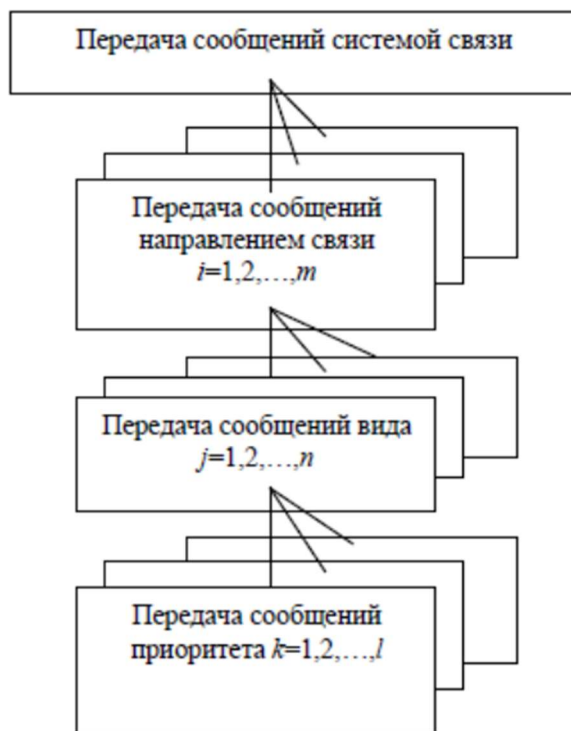 Передача сообщений системой связи
Передача сообщений
направлением связи
i=1,2,…,m
Передача сообщений вида
j=1,2,…,n
Передача сообщений
приоритета k=1,2,…,l